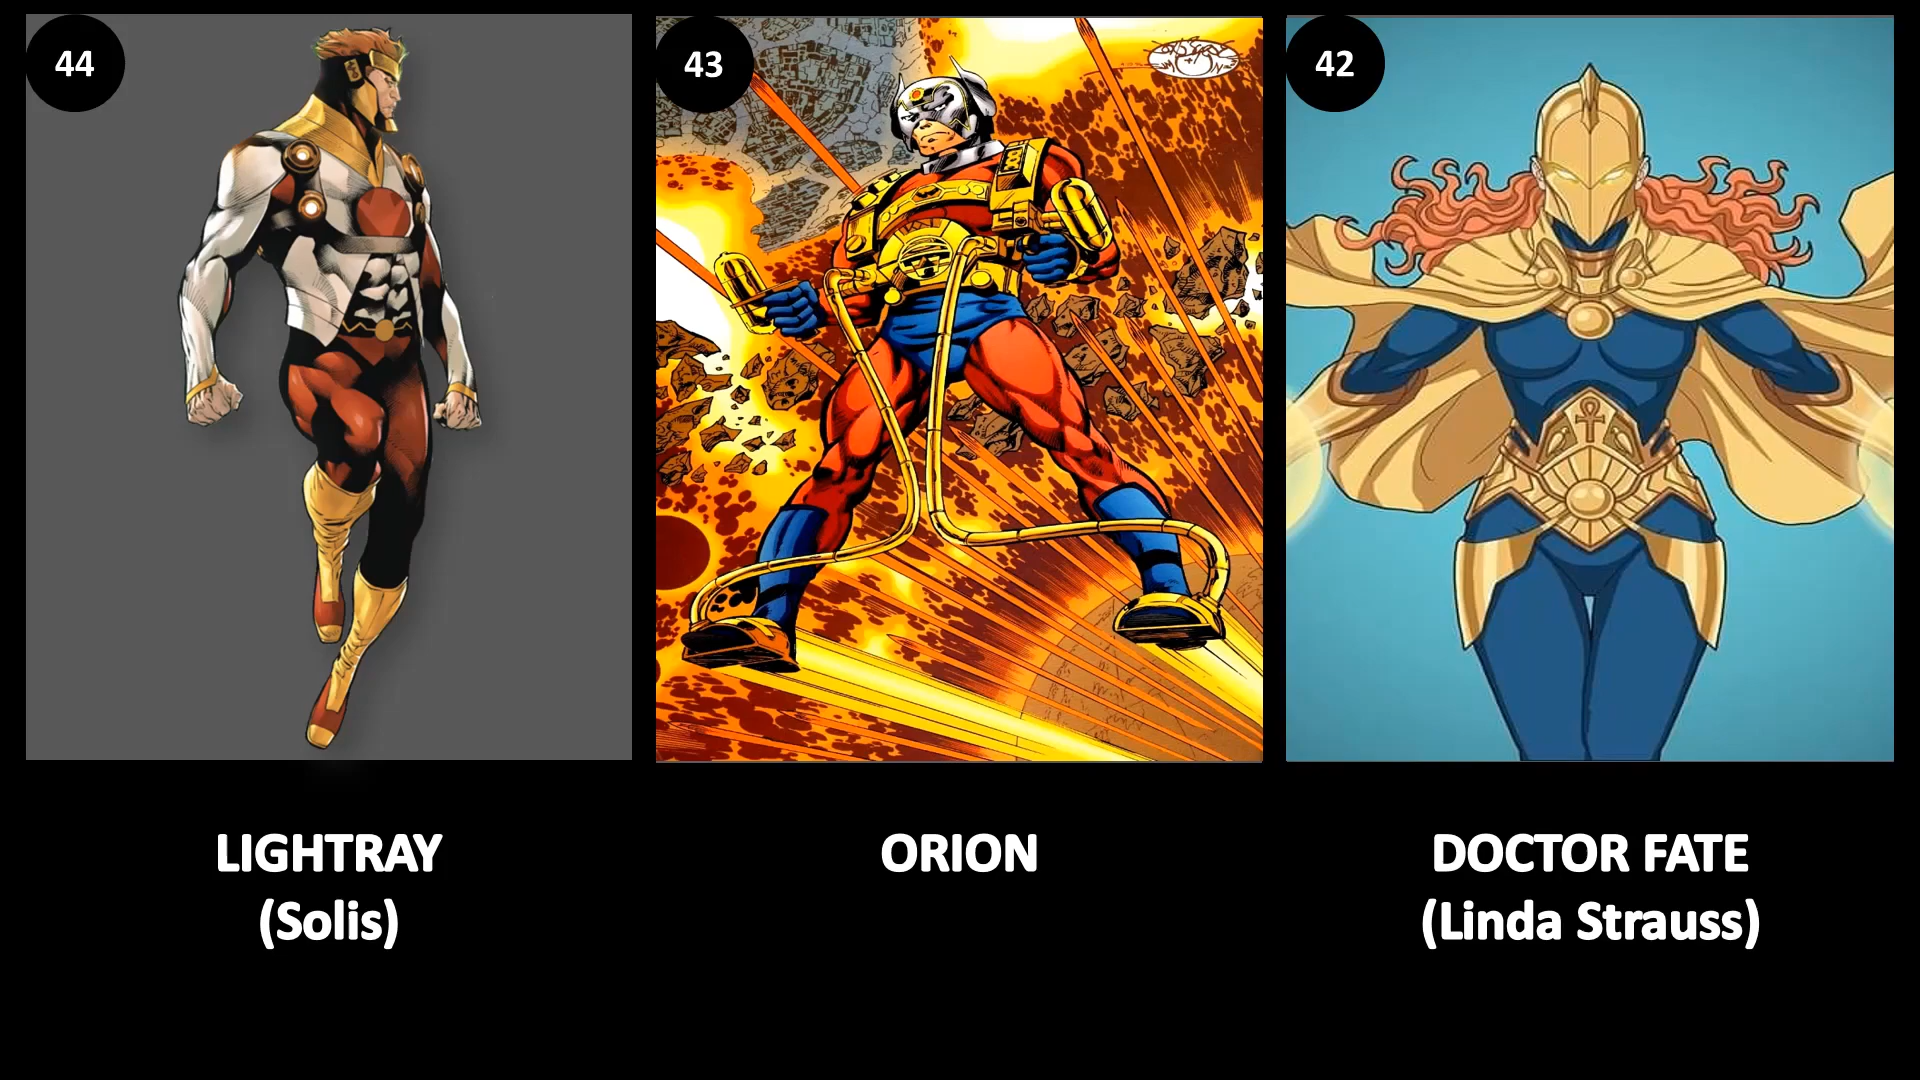 44
43
42
LIGHTRAY
(Solis)
ORION
DOCTOR FATE
(Linda Strauss)